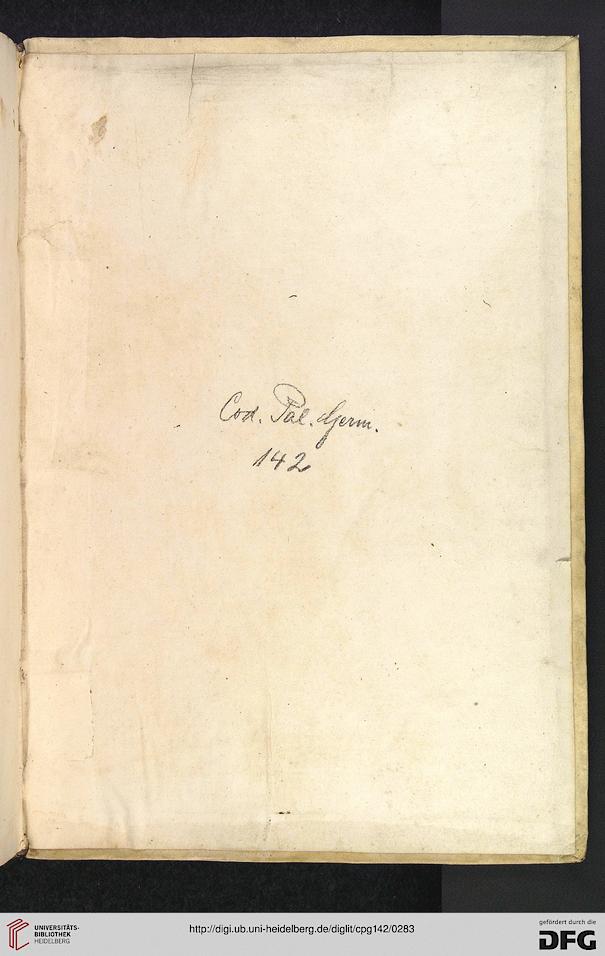 Cod. Pal. Germ.
142
UNIVERSITÄTS-
BIBLIOTHEK
HEIDELBERG
http://digi.ub.uni-heidelberg.de/diglit/cpg142/0283
gefördert durch die
DFG